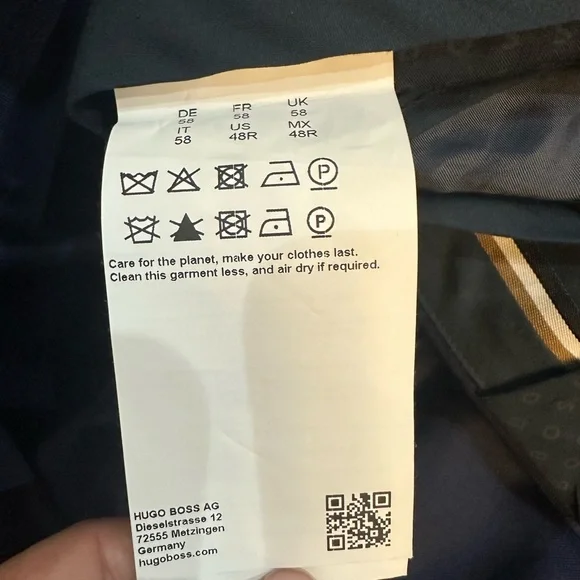 DE FR UK
58 58 58
IT US MX
58 48R 48R
P
P
Care for the planet, make your clothes last.
Clean this garment less, and air dry if required.
HUGO BOSS AG
Dieselstrasse 12
72555 Metzingen
Germany
hugoboss.com